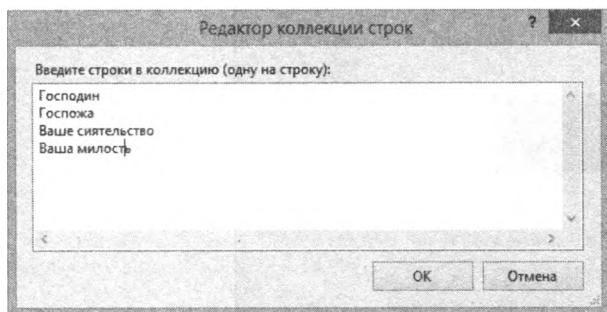 Редактор коллекции строк ? ×
Введите строки в коллекцию (одну на строку):
Господин
Госпожа
Ваше сиятельство
Ваша милость
OK Отмена